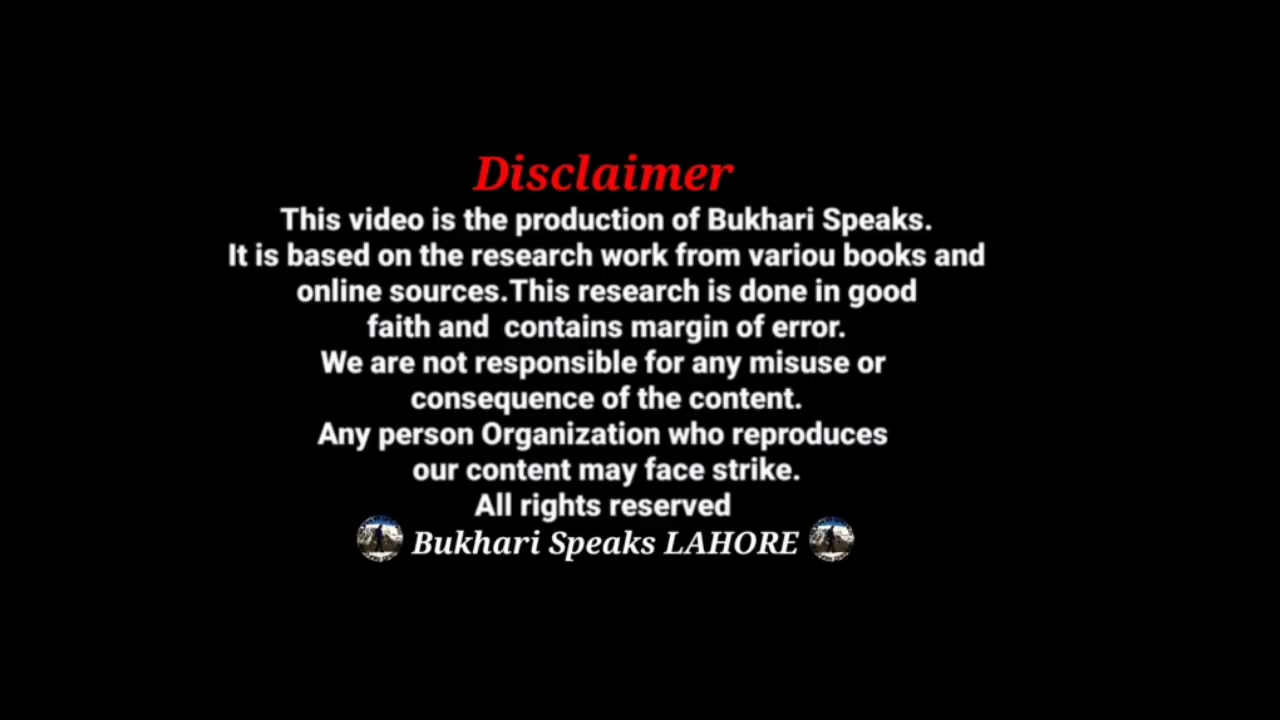 Disclaimer
This video is the production of Bukhari Speaks.
It is based on the research work from variou books and
online sources.This research is done in good
faith and  contains margin of error.
We are not responsible for any misuse or
consequence of the content.
Any person Organization who reproduces
our content may face strike.
All rights reserved
Bukhari Speaks LAHORE